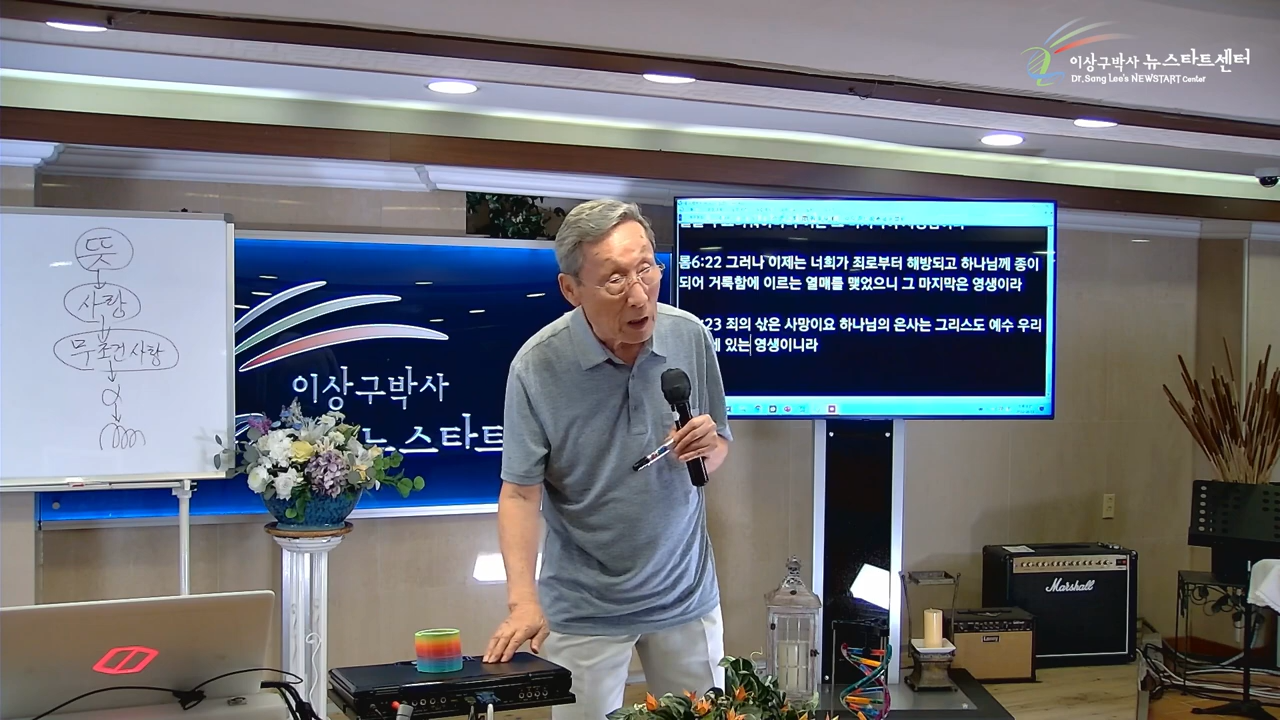 이상구박사 뉴스타트센터
Dr. Sang Lee's NEWSTART Center
뜻
사랑
무조건 사랑
이상구박사
뉴스타트
롬6:22 그러나 이제는 너희가 죄로부터 해방되고 하나님께 종이
되어 거룩함에 이르는 열매를 맺었으니 그 마지막은 영생이라
23 죄의 삯은 사망이요 하나님의 은사는 그리스도 예수 우리
있는 영생이니라
Marshall
Laney